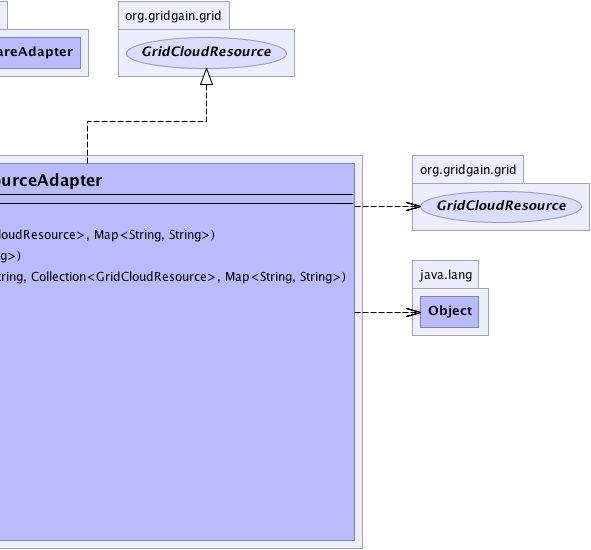 org.gridgain.grid
areAdapter
GridCloudResource
urceAdapter
org.gridgain.grid
GridCloudResource
loudResource>, Map<String, String>)
g>)
tring, Collection<GridCloudResource>, Map<String, String>)
java.lang
Object